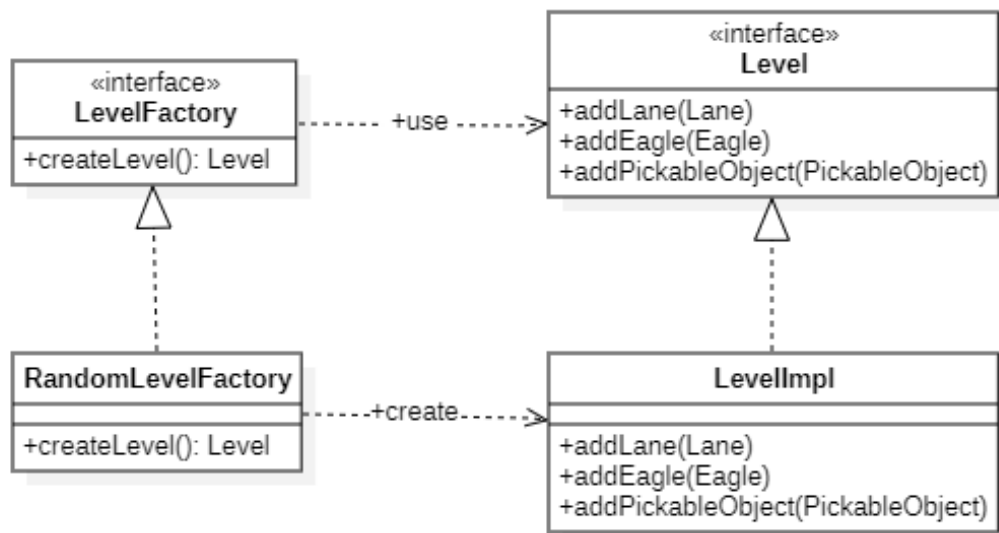 «interface»
LevelFactory
+createLevel(): Level
+use
«interface»
Level
+addLane(Lane)
+addEagle(Eagle)
+addPickableObject(PickableObject)
RandomLevelFactory
+createLevel(): Level
+create
LevelImpl
+addLane(Lane)
+addEagle(Eagle)
+addPickableObject(PickableObject)